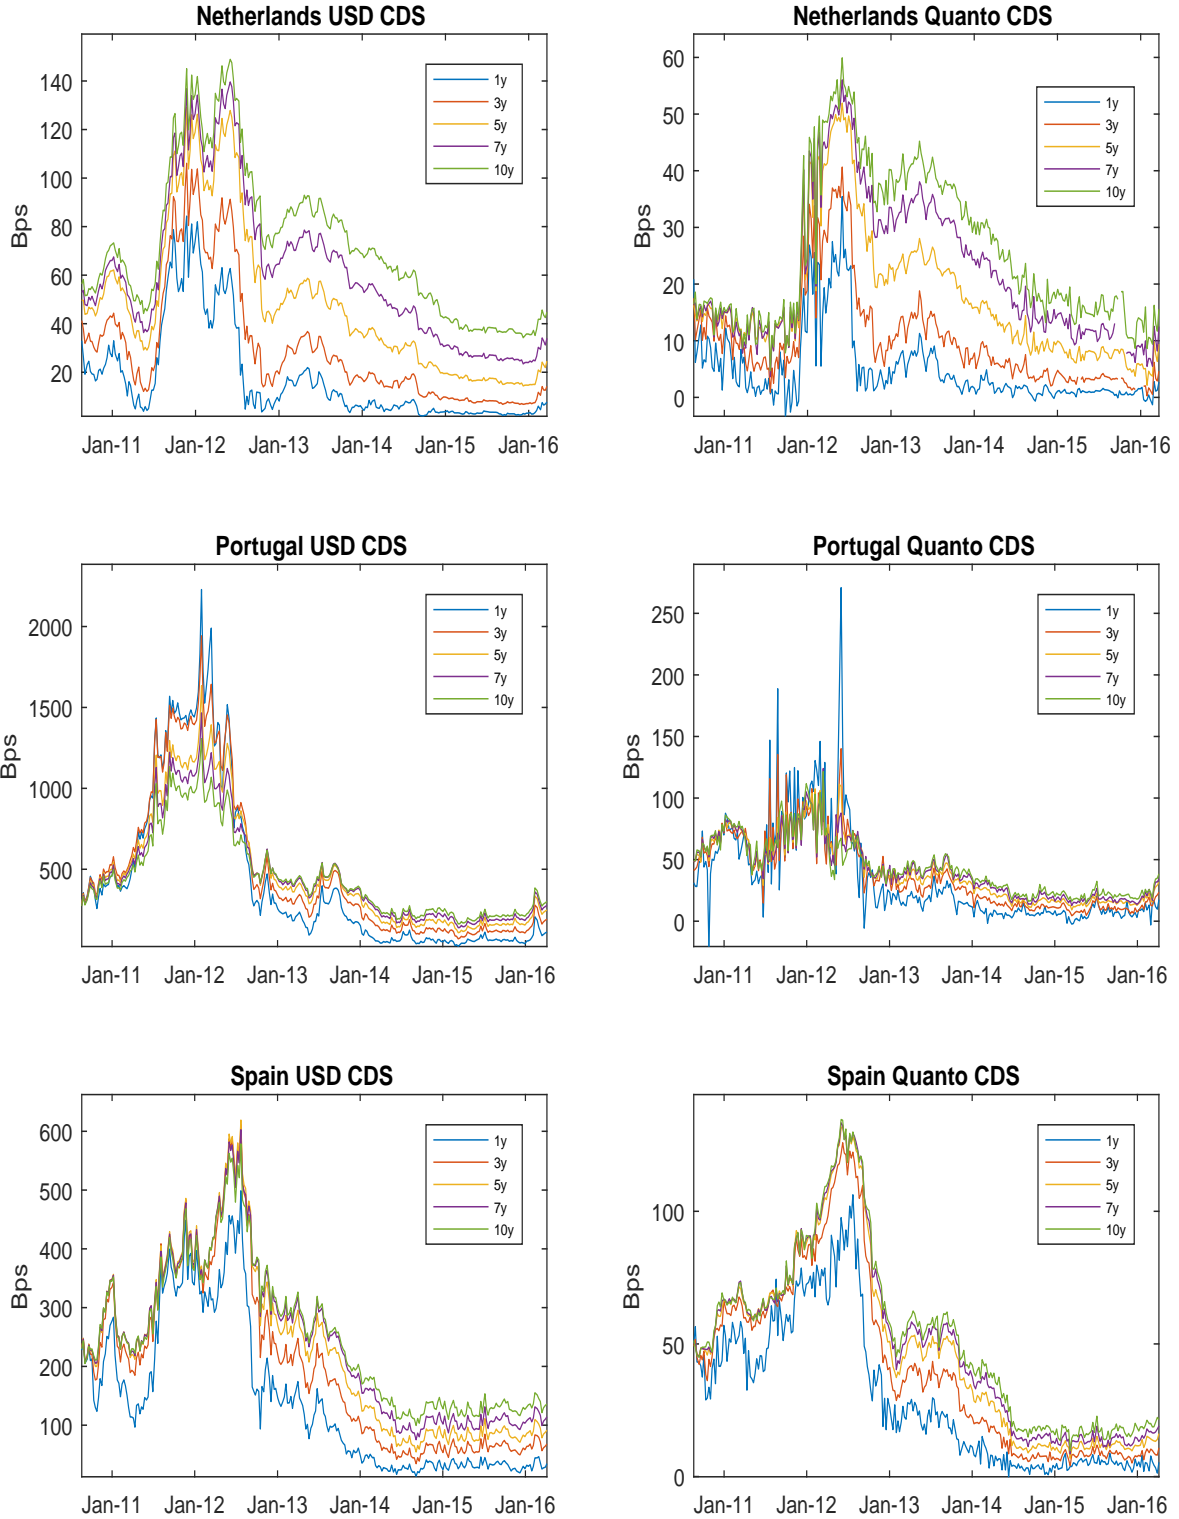 Netherlands USD CDS
Bps
140
120
100
80
60
40
20
Jan-11 Jan-12 Jan-13 Jan-14 Jan-15 Jan-16
1y
3y
5y
7y
10y
Netherlands Quanto CDS
Bps
60
50
40
30
20
10
0
Jan-11 Jan-12 Jan-13 Jan-14 Jan-15 Jan-16
1y
3y
5y
7y
10y
Portugal USD CDS
Bps
2000
1500
1000
500
Jan-11 Jan-12 Jan-13 Jan-14 Jan-15 Jan-16
1y
3y
5y
7y
10y
Portugal Quanto CDS
Bps
250
200
150
100
50
0
Jan-11 Jan-12 Jan-13 Jan-14 Jan-15 Jan-16
1y
3y
5y
7y
10y
Spain USD CDS
Bps
600
500
400
300
200
100
Jan-11 Jan-12 Jan-13 Jan-14 Jan-15 Jan-16
1y
3y
5y
7y
10y
Spain Quanto CDS
Bps
100
50
0
Jan-11 Jan-12 Jan-13 Jan-14 Jan-15 Jan-16
1y
3y
5y
7y
10y